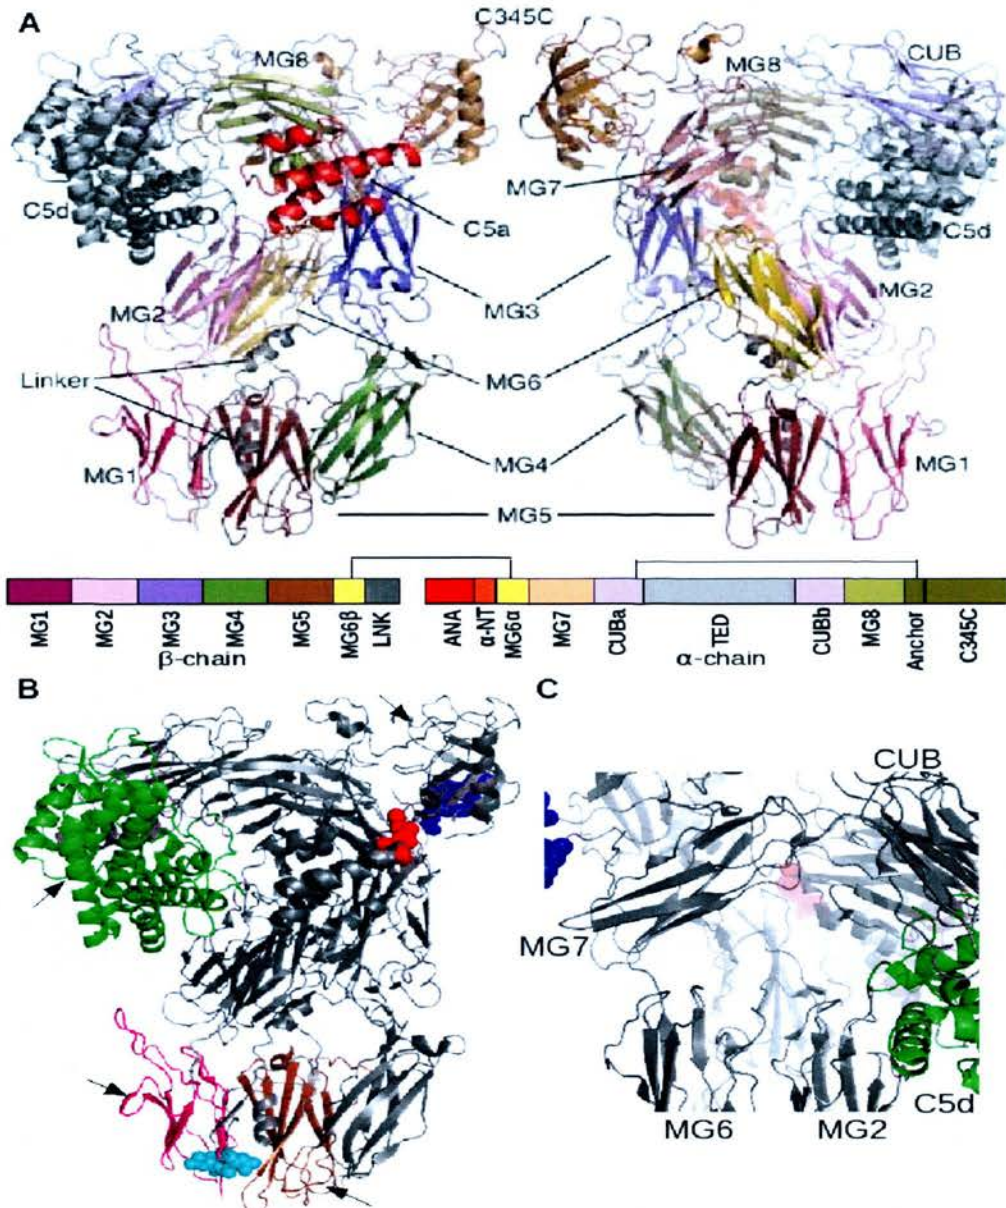 A
C345C
MG8
MG8
CUB
MG7
C5d
C5a
C5d
MG2
MG3
MG2
Linker
MG6
MG1
MG4
MG1
MG5
MG1
MG2
MG3
MG4
MG5
MG6β
LNK
ANA
α-NT
MG6α
MG7
CUBa
TED
CUBb
MG8
Anchor
C345C
β-chain
α-chain
B
C
CUB
MG7
C5d
MG6
MG2